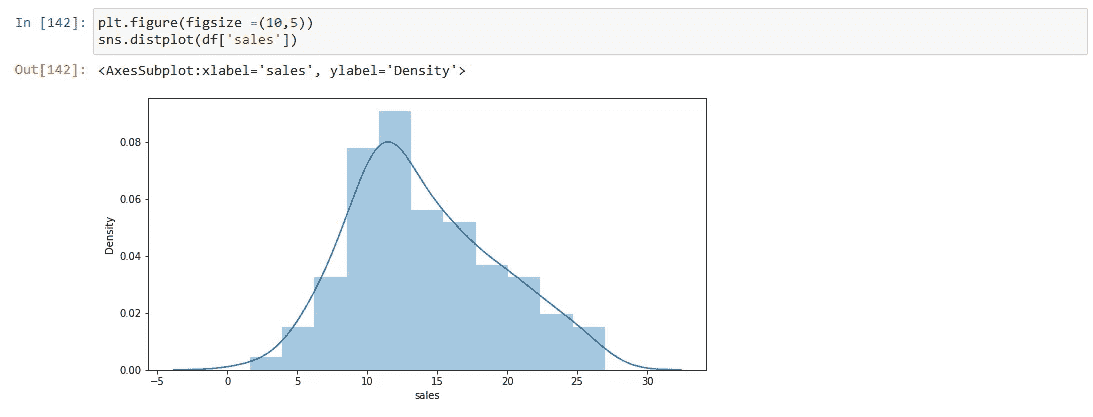 In [142]: plt.figure(figsize =(10,5))
sns.distplot(df['sales'])
Out[142]: <AxesSubplot:xlabel='sales', ylabel='Density'>
0.08
0.06
0.04
0.02
0.00
Density
−5 0 5 10 15 20 25 30
sales